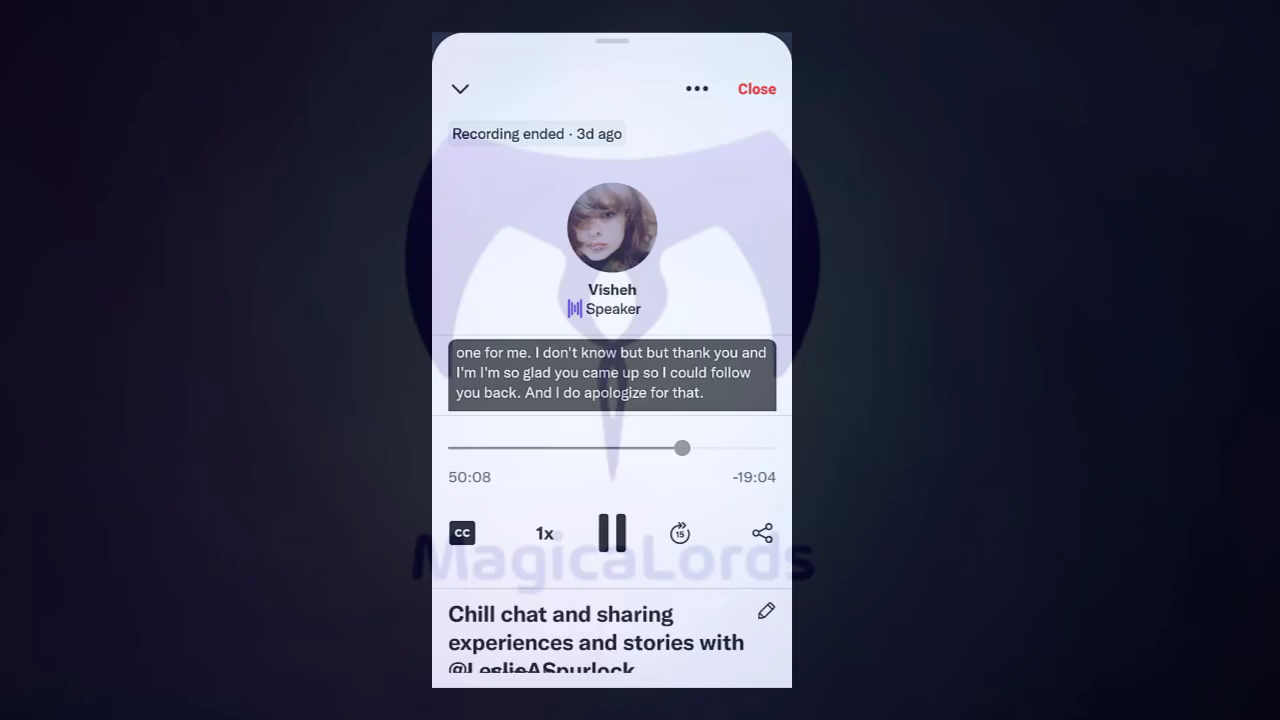 Close
Recording ended · 3d ago
Visheh
Speaker
one for me. I don't know but but thank you and
I'm I'm so glad you came up so I could follow
you back. And I do apologize for that.
50:08
-19:04
CC
1x
15
MagicaLords
Chill chat and sharing
experiences and stories with
@LeslieASpurlock